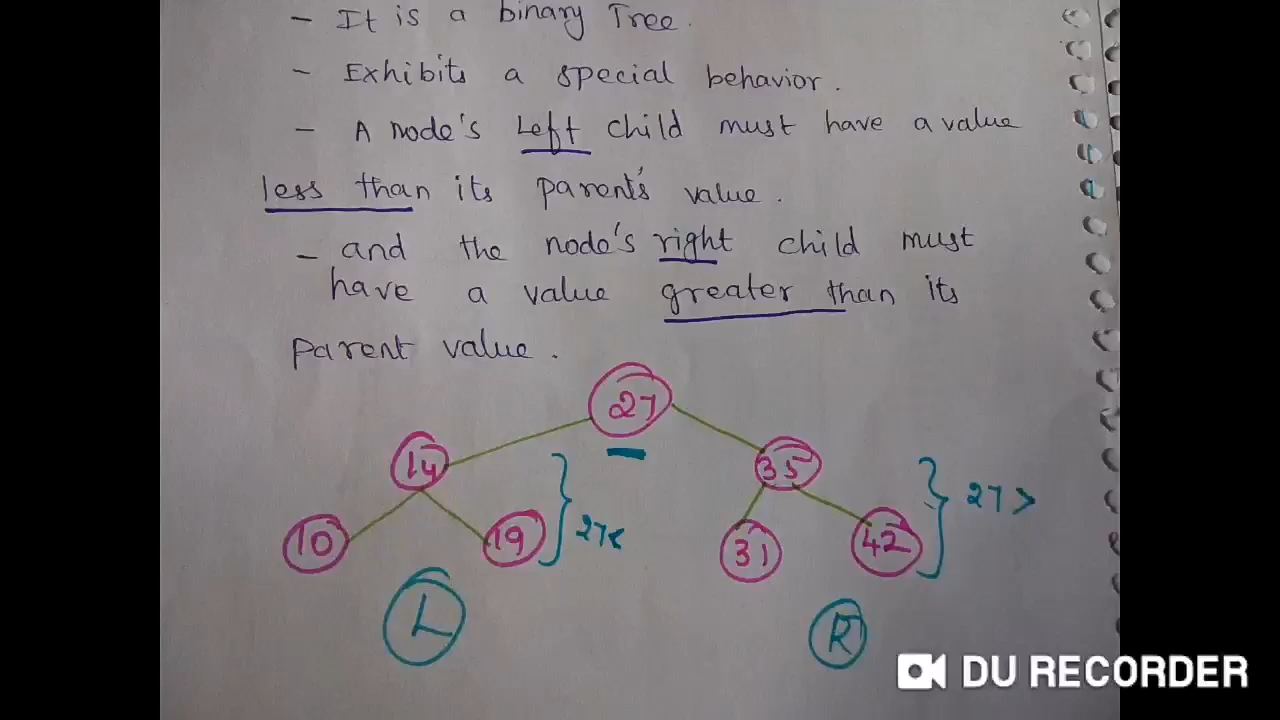 - It is a binary Tree.
- Exhibits a special behavior.
- A node's Left child must have a value
less than its parent's value.
- and the node's right child must
have a value greater than its
parent value.
27
14
35
10
19
27<
31
42
27 >
L
R
DU RECORDER